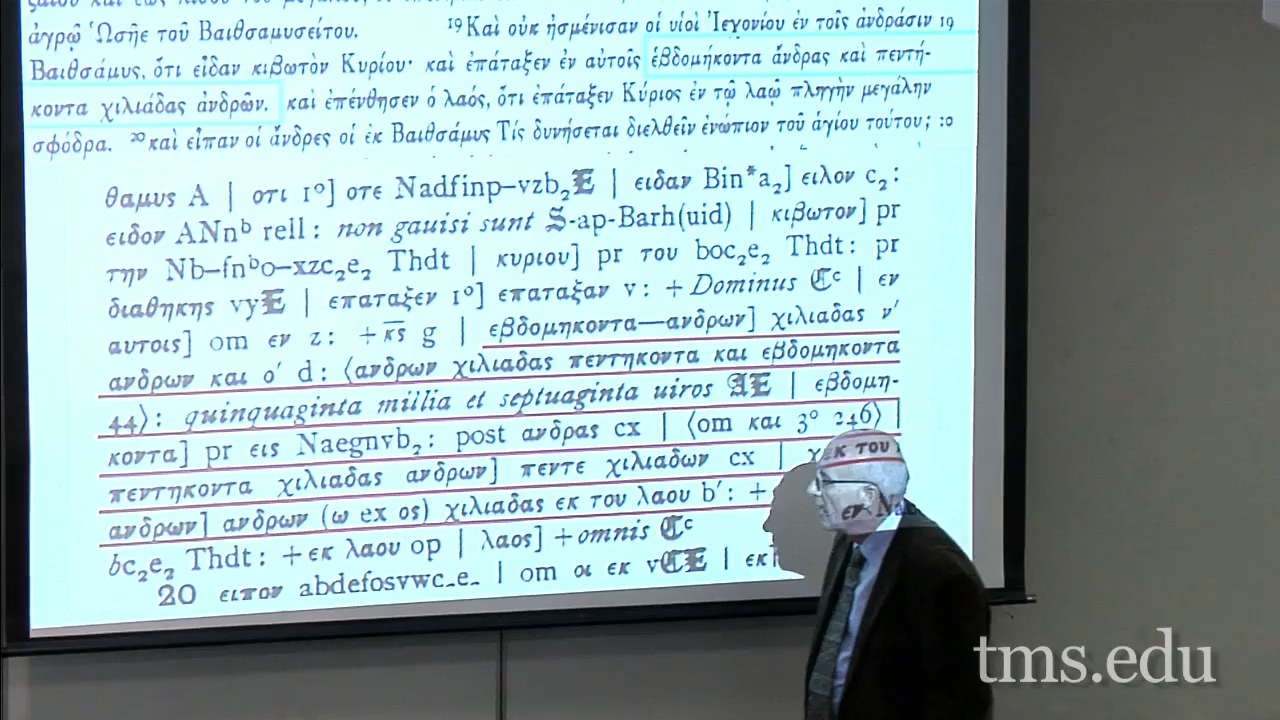 ἀγρῷ Ὡσῆε τοῦ Βαιθσαμυσείτου. ¹⁹Καὶ οὐκ ἠσμένισαν οἱ υἱοὶ Ἰεχονίου ἐν τοῖς ἀνδράσιν 19
Βαιθσάμυς, ὅτι εἶδαν κιβωτὸν Κυρίου· καὶ ἐπάταξεν ἐν αὐτοῖς ἑβδομήκοντα ἄνδρας καὶ πεντή-
κοντα χιλιάδας ἀνδρῶν. καὶ ἐπένθησεν ὁ λαός, ὅτι ἐπάταξεν Κύριος ἐν τῷ λαῷ πληγὴν μεγάλην
σφόδρα. ²⁰καὶ εἶπαν οἱ ἄνδρες οἱ ἐκ Βαιθσάμυς Τίς δυνήσεται διελθεῖν ἐνώπιον τοῦ ἁγίου τούτου; 20
θαμυς A | οτι 1º] οτε Nadfinp–vzb₂𝕰 | ειδαν Bin*a₂] ειλον c₂:
ειδον ANnᵇ rell: non gauisi sunt 𝕾-ap-Barh(uid) | κιβωτον] pr
την Nb–fnᵇo–xzc₂e₂ Thdt | κυριου] pr του boc₂e₂ Thdt: pr
διαθηκης vy𝕰 | επαταξεν 1º] επαταξαν v: +Dominus ℭᶜ | εν
αυτοις] om εν z: +κ̅ς̅ g | εβδομηκοντα—ανδρων] χιλιαδας ν′
ανδρων και ο′ d: ⟨ανδρων χιλιαδας πεντηκοντα και εβδομηκοντα
44⟩: quinquaginta millia et septuaginta uiros 𝕬𝕰 | εβδομη-
κοντα] pr εις Naegnvb₂: post ανδρας cx | ⟨om και 3º 246⟩ |
πεντηκοντα χιλιαδας ανδρων] πεντε χιλιαδων cx |
ανδρων] ανδρων (ω ex ος) χιλιαδας εκ του λαου b′: + εκ του
bc₂e₂ Thdt: +εκ λαου op | λαος] +omnis ℭᶜ εν
20 ειπον abdefosvwc₂e₂ | om οι εκ vℭ𝕰 | εκ
tms.edu